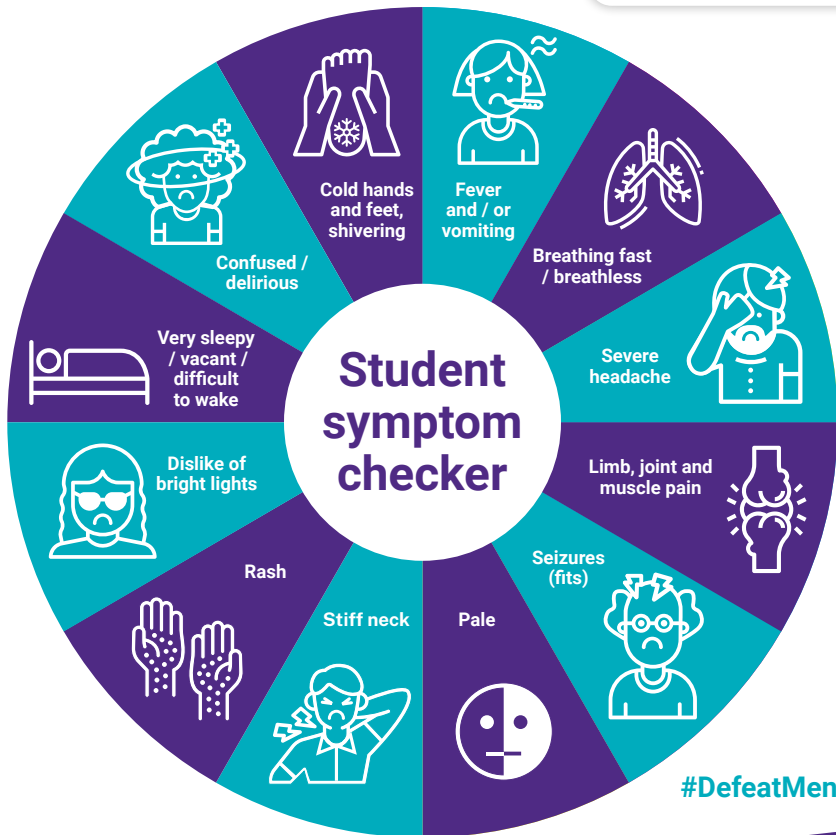 Student
symptom
checker
Fever
and / or
vomiting
Breathing fast
/ breathless
Severe
headache
Limb, joint and
muscle pain
Seizures
(fits)
Pale
Stiff neck
Rash
Dislike of
bright lights
Very sleepy
/ vacant /
difficult
to wake
Confused /
delirious
Cold hands
and feet,
shivering
#DefeatMen